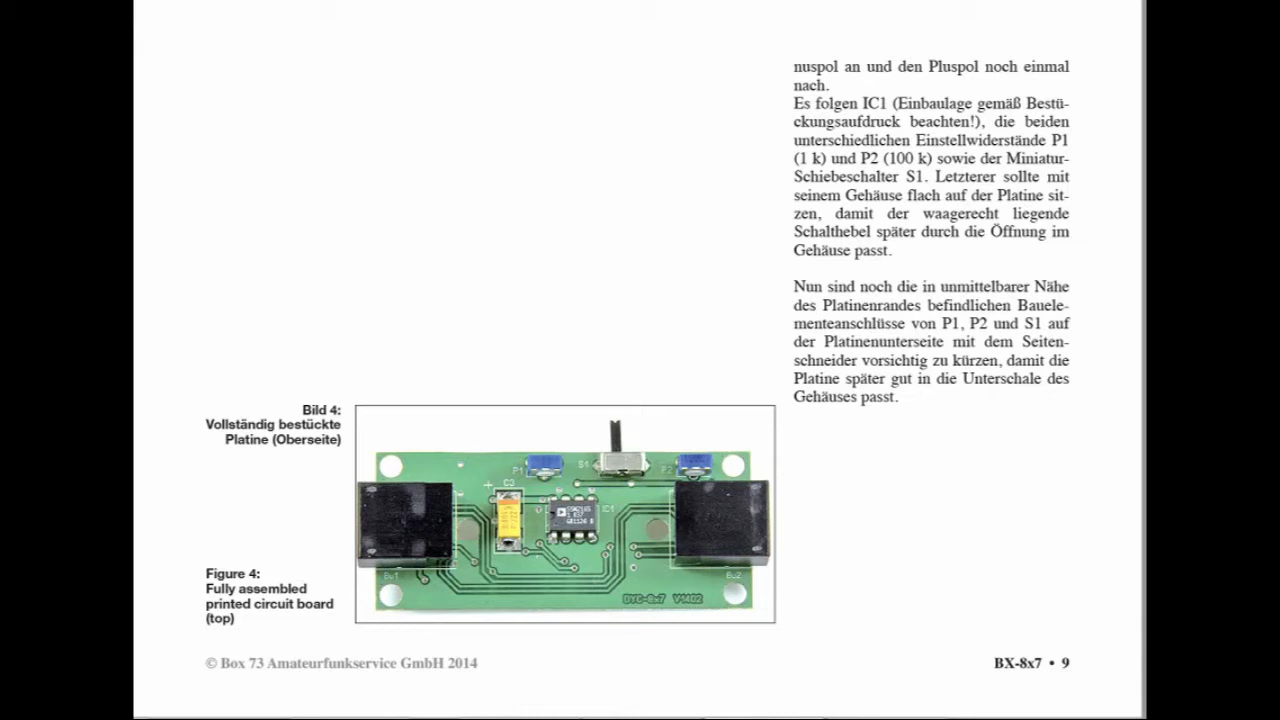 nuspol an und den Pluspol noch einmal
nach.
Es folgen IC1 (Einbaulage gemäß Bestü-
ckungsaufdruck beachten!), die beiden
unterschiedlichen Einstellwiderstände P1
(1 k) und P2 (100 k) sowie der Miniatur-
Schiebeschalter S1. Letzterer sollte mit
seinem Gehäuse flach auf der Platine sit-
zen, damit der waagerecht liegende
Schalthebel später durch die Öffnung im
Gehäuse passt.
Nun sind noch die in unmittelbarer Nähe
des Platinenrandes befindlichen Bauele-
menteanschlüsse von P1, P2 und S1 auf
der Platinenunterseite mit dem Seiten-
schneider vorsichtig zu kürzen, damit die
Platine später gut in die Unterschale des
Gehäuses passt.
Bild 4:
Vollständig bestückte
Platine (Oberseite)
P1
S1
P2
+ C3
IC1
Bu1
Bu2
DYC-8x7 V1402
Figure 4:
Fully assembled
printed circuit board
(top)
© Box 73 Amateurfunkservice GmbH 2014
BX-8x7 • 9